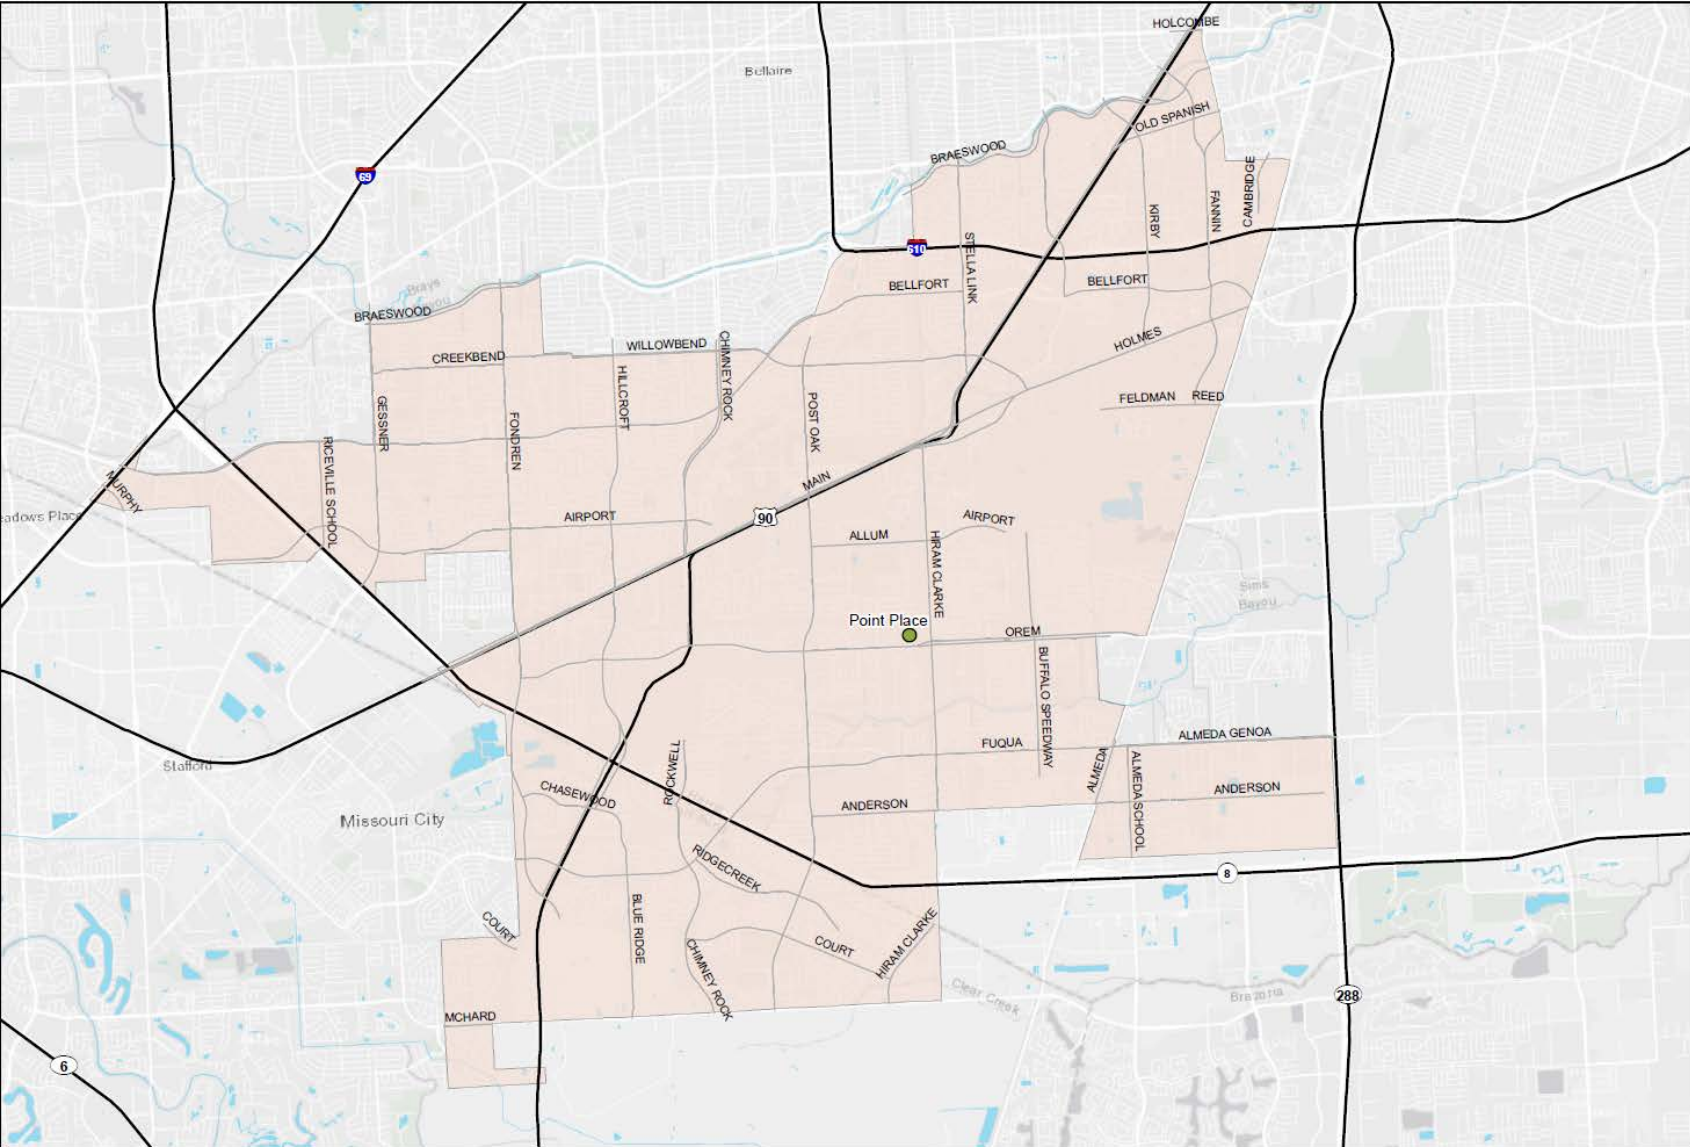 HOLCOMBE
Bellaire
OLD SPANISH
BRAESWOOD
CAMBRIDGE
69
KIRBY
FANNIN
610
STELLA LINK
BELLFORT
BELLFORT
Brays
Bayou
BRAESWOOD
HOLMES
CHIMNEY ROCK
WILLOWBEND
CREEKBEND
HILLCROFT
FELDMAN
REED
GESSNER
POST OAK
FONDREN
RICEVILLE SCHOOL
MURPHY
MAIN
eadows Place
AIRPORT
90
AIRPORT
ALLUM
HIRAM CLARKE
Sims
Bayou
Point Place
OREM
BUFFALO SPEEDWAY
FUQUA
ALMEDA GENOA
Stafford
ROCKWELL
ALMEDA
ALMEDA SCHOOL
CHASEWOOD
ANDERSON
ANDERSON
Missouri City
RIDGECREEK
8
BLUE RIDGE
COURT
COURT
HIRAM CLARKE
CHIMNEY ROCK
Clear Creek
Brazoria
288
MCHARD
6